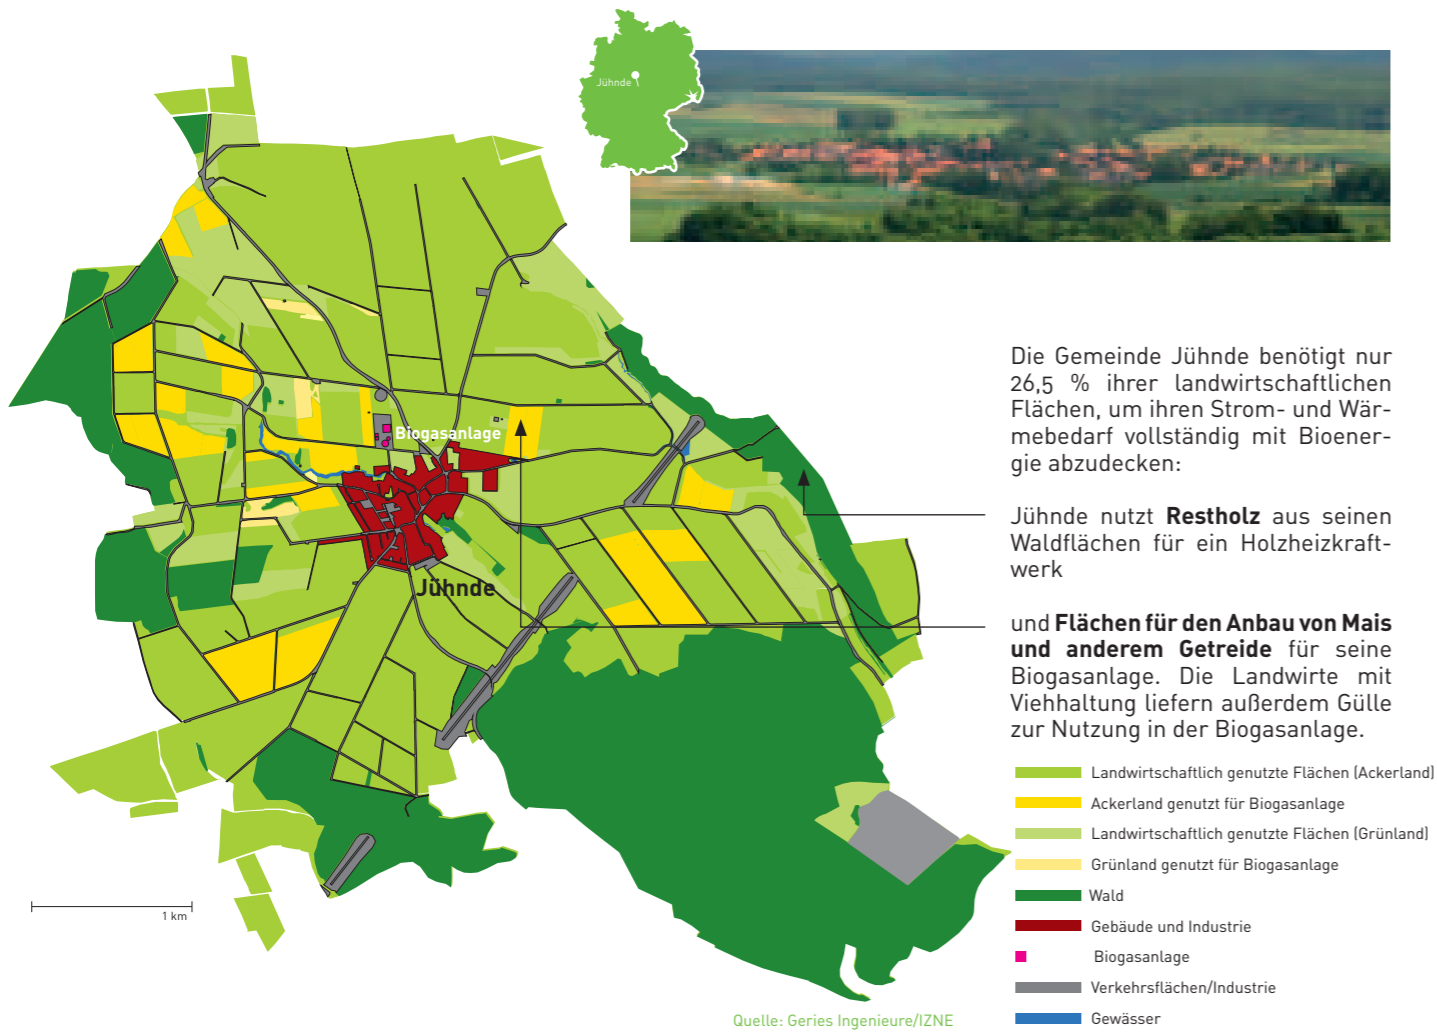 Jühnde
Die Gemeinde Jühnde benötigt nur
26,5 % ihrer landwirtschaftlichen
Flächen, um ihren Strom- und Wär-
mebedarf vollständig mit Bioener-
gie abzudecken:
Jühnde nutzt Restholz aus seinen
Waldflächen für ein Holzheizkraft-
werk
und Flächen für den Anbau von Mais
und anderem Getreide für seine
Biogasanlage. Die Landwirte mit
Viehhaltung liefern außerdem Gülle
zur Nutzung in der Biogasanlage.
Biogasanlage
Jühnde
Landwirtschaftlich genutzte Flächen (Ackerland)
Ackerland genutzt für Biogasanlage
Landwirtschaftlich genutzte Flächen (Grünland)
Grünland genutzt für Biogasanlage
Wald
Gebäude und Industrie
Biogasanlage
Verkehrsflächen/Industrie
Gewässer
1 km
Quelle: Geries Ingenieure/IZNE